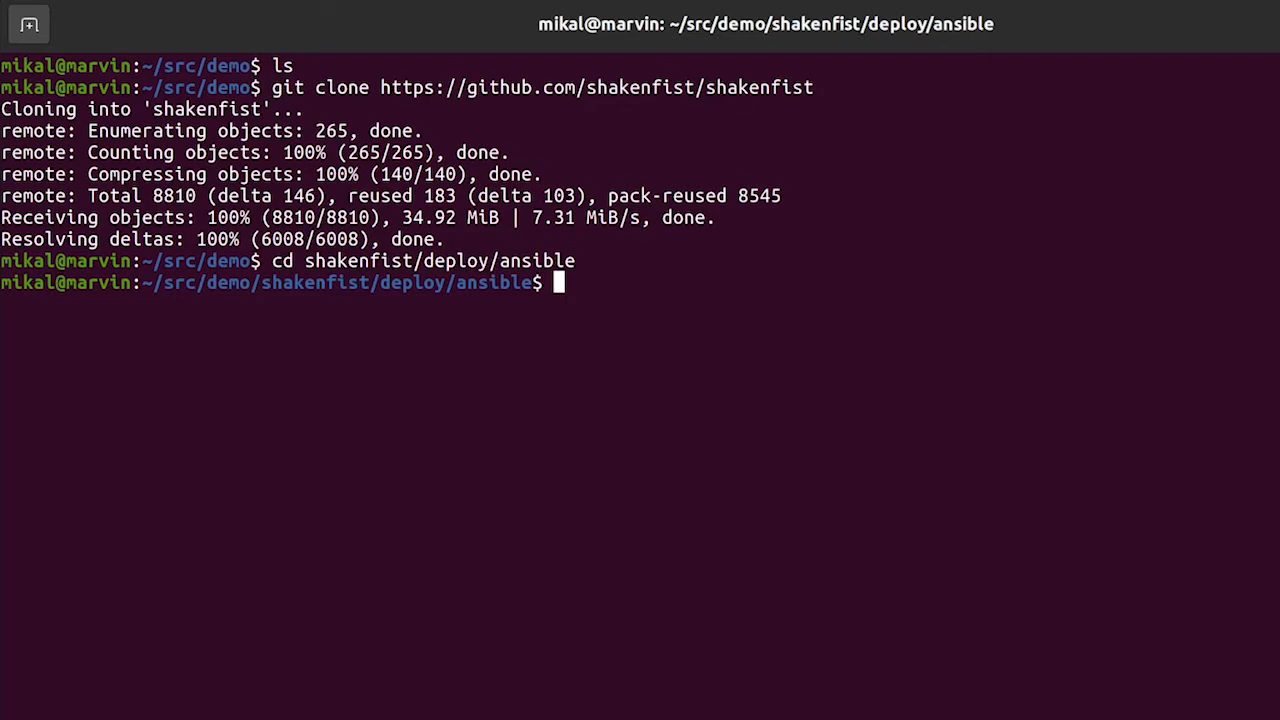 mikal@marvin: ~/src/demo/shakenfist/deploy/ansible
mikal@marvin:~/src/demo$ ls
mikal@marvin:~/src/demo$ git clone https://github.com/shakenfist/shakenfist
Cloning into 'shakenfist'...
remote: Enumerating objects: 265, done.
remote: Counting objects: 100% (265/265), done.
remote: Compressing objects: 100% (140/140), done.
remote: Total 8810 (delta 146), reused 183 (delta 103), pack-reused 8545
Receiving objects: 100% (8810/8810), 34.92 MiB | 7.31 MiB/s, done.
Resolving deltas: 100% (6008/6008), done.
mikal@marvin:~/src/demo$ cd shakenfist/deploy/ansible
mikal@marvin:~/src/demo/shakenfist/deploy/ansible$